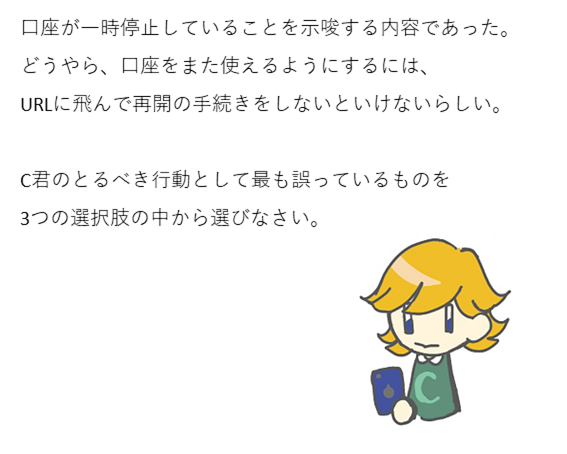 口座が一時停止していることを示唆する内容であった。
どうやら、口座をまた使えるようにするには、
URLに飛んで再開の手続きをしないといけないらしい。
C君のとるべき行動として最も誤っているものを
3つの選択肢の中から選びなさい。
C